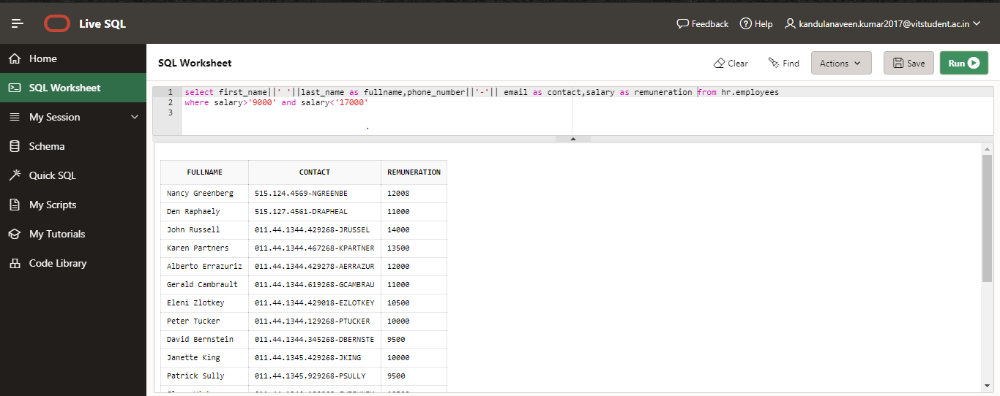 Live SQL
Feedback
Help
kandulanaveen.kumar2017@vitstudent.ac.in
Home
SQL Worksheet
My Session
Schema
Quick SQL
My Scripts
My Tutorials
Code Library
SQL Worksheet
Clear
Find
Actions
Save
Run
1 select first_name||' '||last_name as fullname,phone_number||'-'|| email as contact,salary as remuneration from hr.employees
2 where salary>'9000' and salary<'17000'
3
FULLNAME CONTACT REMUNERATION
Nancy Greenberg 515.124.4569-NGREENBE 12008
Den Raphaely 515.127.4561-DRAPHEAL 11000
John Russell 011.44.1344.429268-JRUSSEL 14000
Karen Partners 011.44.1344.467268-KPARTNER 13500
Alberto Errazuriz 011.44.1344.429278-AERRAZUR 12000
Gerald Cambrault 011.44.1344.619268-GCAMBRAU 11000
Eleni Zlotkey 011.44.1344.429018-EZLOTKEY 10500
Peter Tucker 011.44.1344.129268-PTUCKER 10000
David Bernstein 011.44.1344.345268-DBERNSTE 9500
Janette King 011.44.1345.429268-JKING 10000
Patrick Sully 011.44.1345.929268-PSULLY 9500